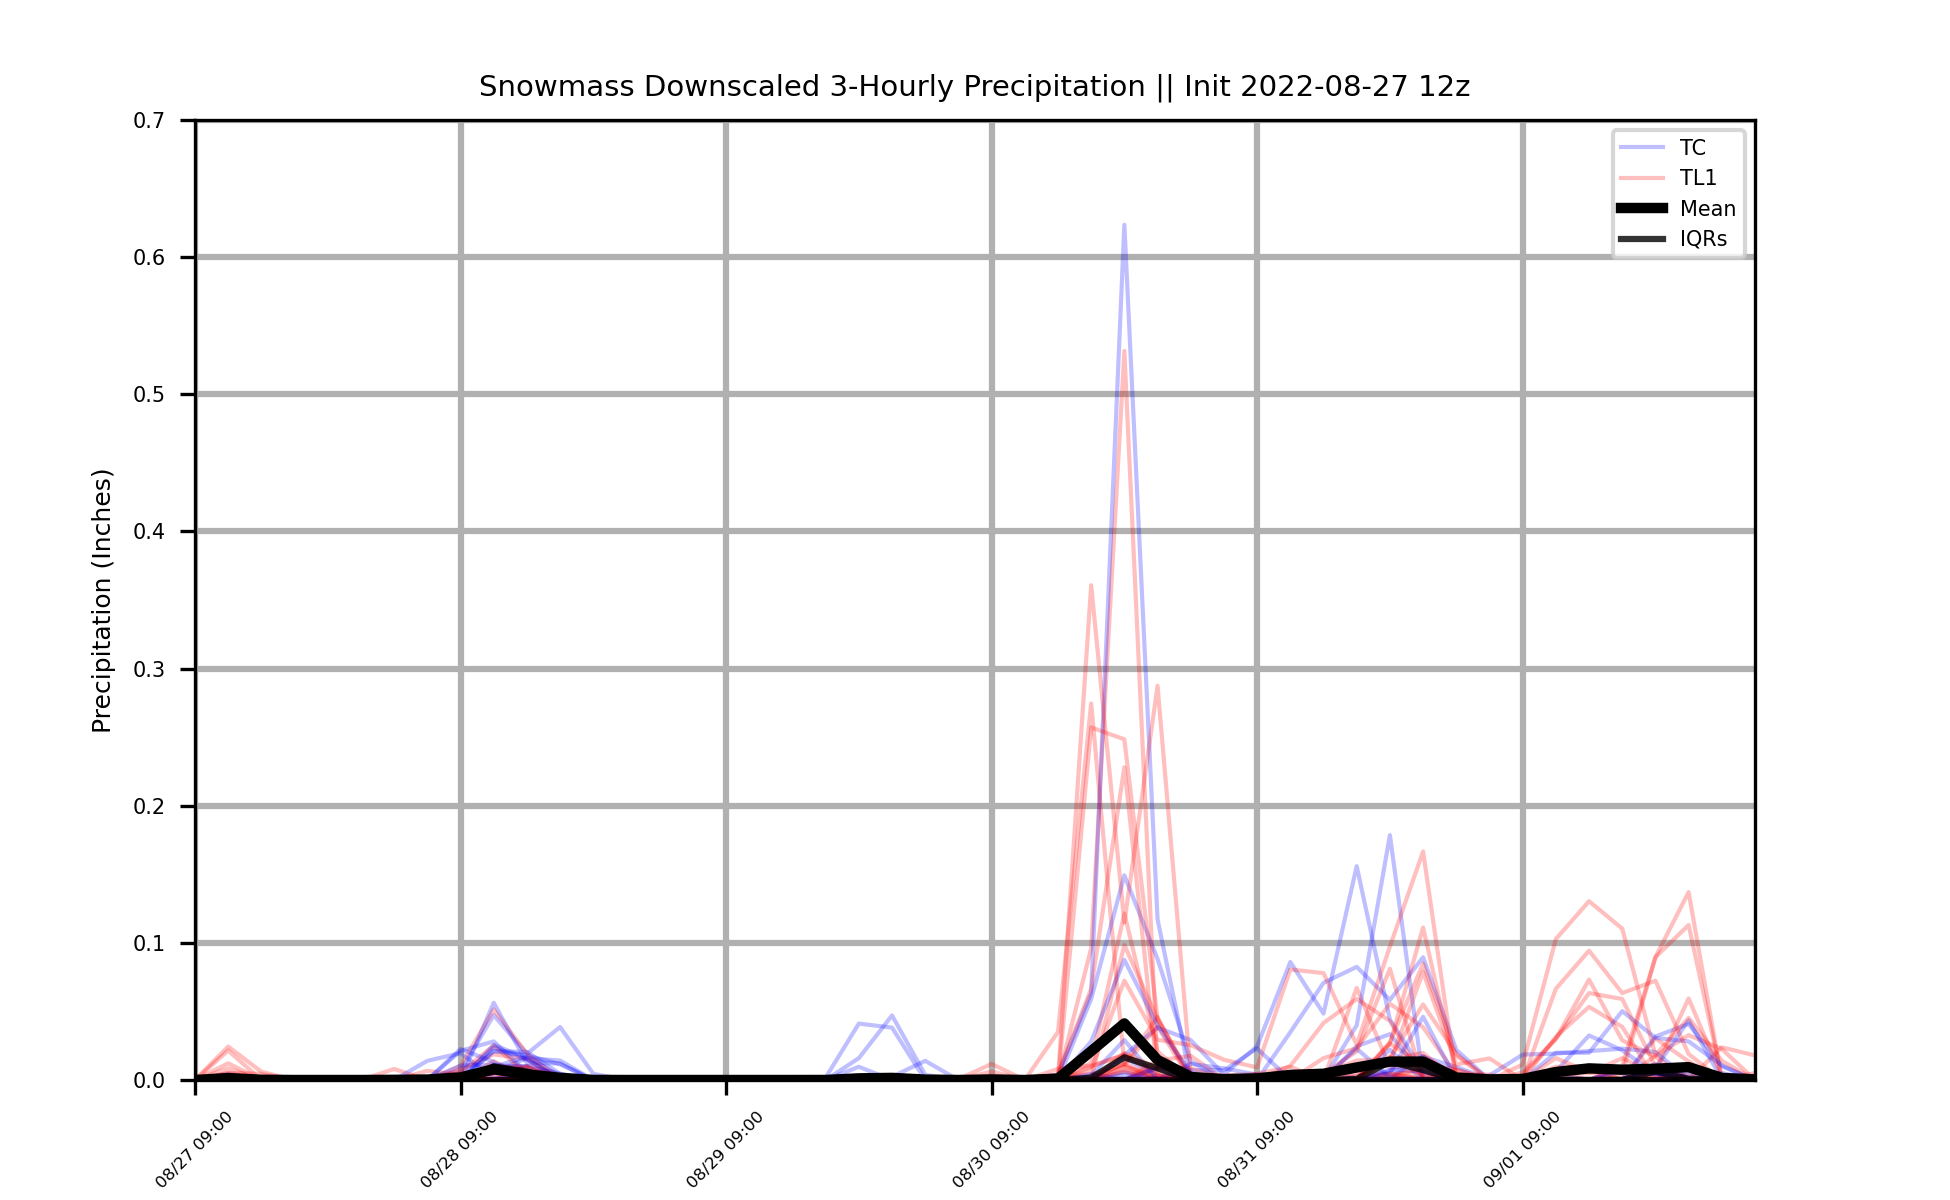 Snowmass Downscaled 3-Hourly Precipitation || Init 2022-08-27 12z
TC
TL1
Mean
IQRs
Precipitation (Inches)
0.7
0.6
0.5
0.4
0.3
0.2
0.1
0.0
08/27 09:00
08/28 09:00
08/29 09:00
08/30 09:00
08/31 09:00
09/01 09:00